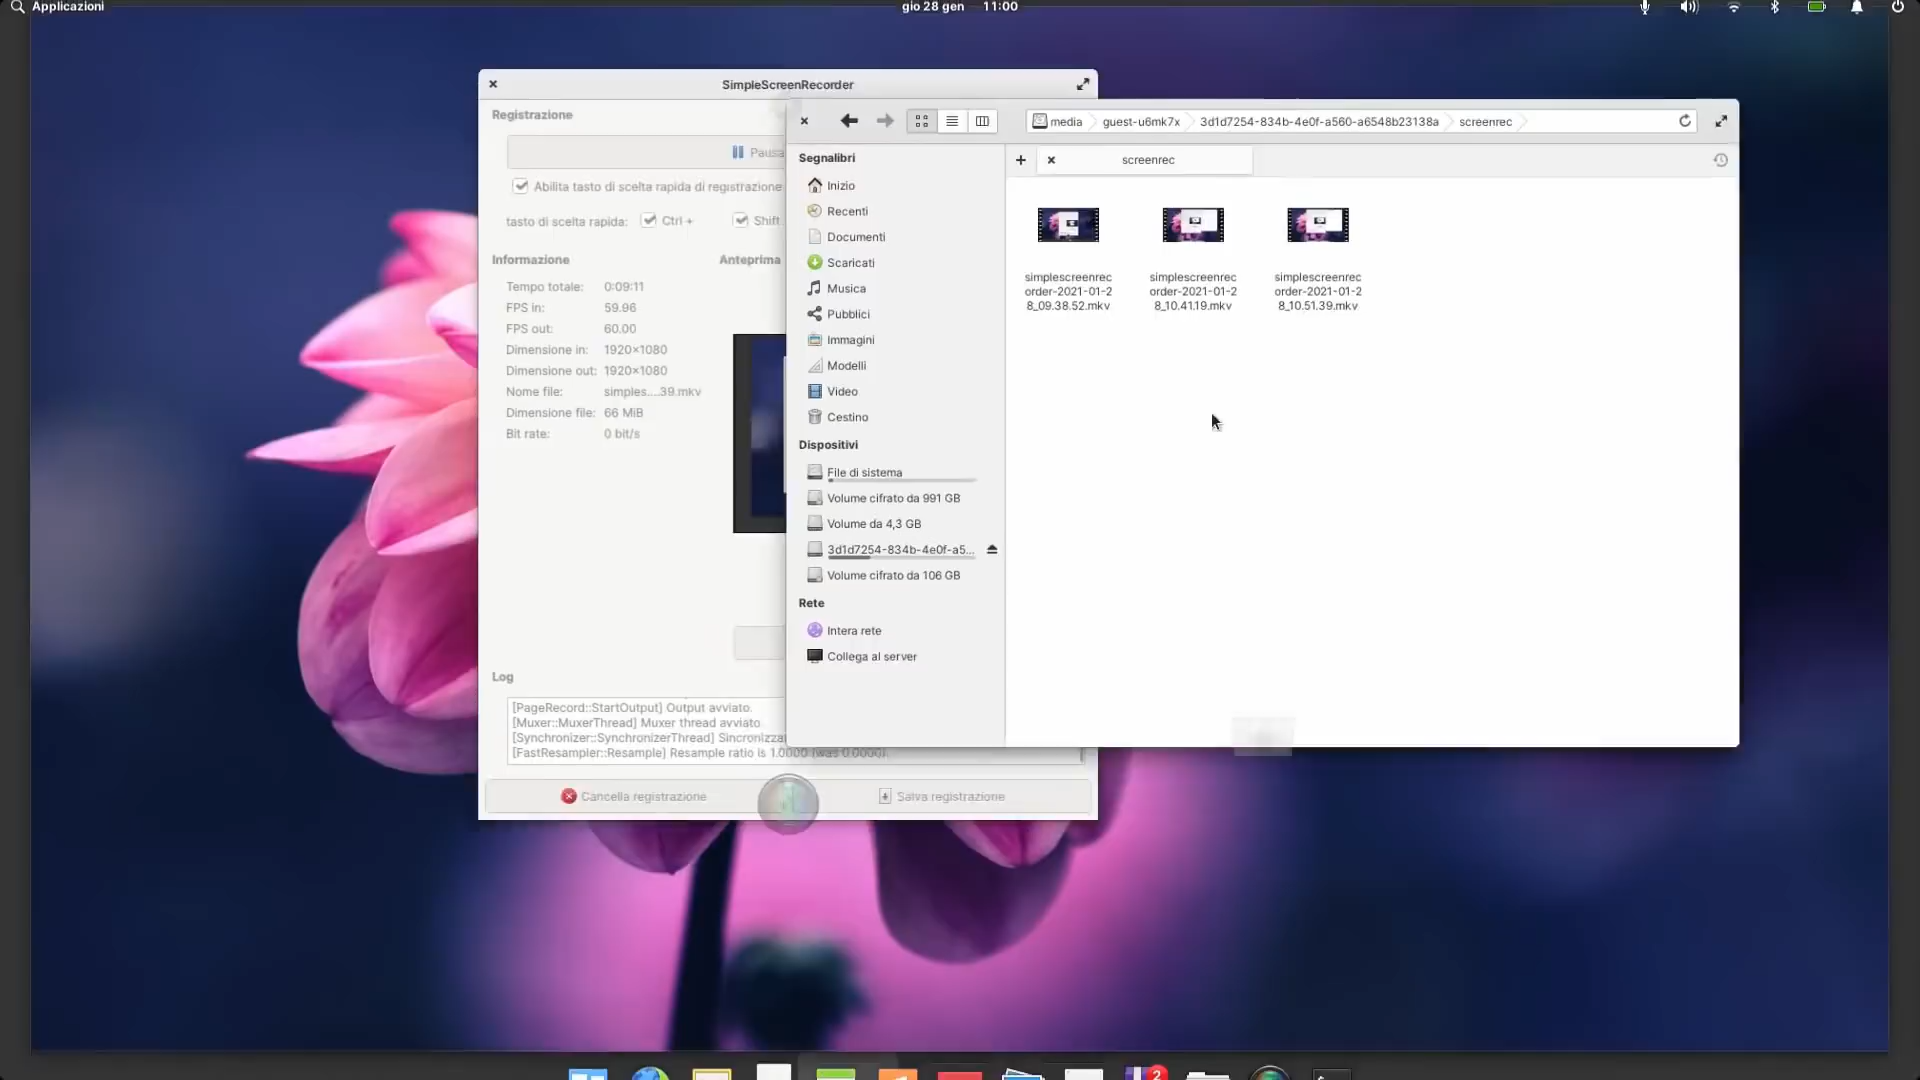 Applicazioni
gio 28 gen 11:00
SimpleScreenRecorder
Registrazione
Pausa
Abilita tasto di scelta rapida di registrazione
tasto di scelta rapida: Ctrl + Shift
Informazione
Anteprima
Tempo totale: 0:09:11
FPS in: 59.96
FPS out: 60.00
Dimensione in: 1920×1080
Dimensione out: 1920×1080
Nome file: simples....39.mkv
Dimensione file: 66 MiB
Bit rate: 0 bit/s
Log
[PageRecord::StartOutput] Output avviato.
[Muxer::MuxerThread] Muxer thread avviato.
[Synchronizer::SynchronizerThread] Sincronizza
[FastResampler::Resample] Resample ratio is 1.0000 (was 0.0000).
Cancella registrazione
Salva registrazione
media guest-u6mk7x 3d1d7254-834b-4e0f-a560-a6548b23138a screenrec
screenrec
Segnalibri
Inizio
Recenti
Documenti
Scaricati
Musica
Pubblici
Immagini
Modelli
Video
Cestino
Dispositivi
File di sistema
Volume cifrato da 991 GB
Volume da 4,3 GB
3d1d7254-834b-4e0f-a5...
Volume cifrato da 106 GB
Rete
Intera rete
Collega al server
simplescreenrec
order-2021-01-2
8_09.38.52.mkv
simplescreenrec
order-2021-01-2
8_10.41.19.mkv
simplescreenrec
order-2021-01-2
8_10.51.39.mkv
2